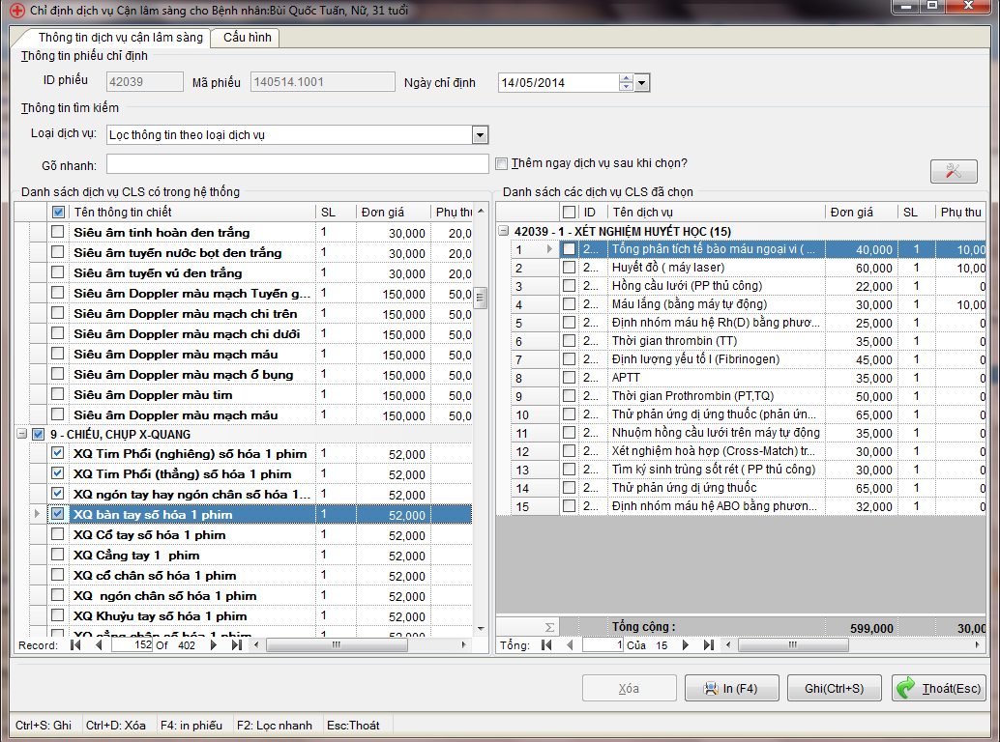 Chỉ định dịch vụ Cận lâm sàng cho Bệnh nhân:Bùi Quốc Tuấn, Nữ, 31 tuổi
Thông tin dịch vụ cận lâm sàng Cấu hình
Thông tin phiếu chỉ định
ID phiếu 42039 Mã phiếu 140514.1001 Ngày chỉ định 14/05/2014
Thông tin tìm kiếm
Loại dịch vụ: Lọc thông tin theo loại dịch vụ
Gõ nhanh: Thêm ngay dịch vụ sau khi chọn?
Danh sách dịch vụ CLS có trong hệ thống
Tên thông tin chiết SL Đơn giá Phụ thu
Siêu âm tinh hoàn đen trắng 1 30,000 20,0
Siêu âm tuyến nước bọt đen trắng 1 30,000 20,0
Siêu âm tuyến vú đen trắng 1 30,000 20,0
Siêu âm Doppler màu mạch Tuyến g... 1 150,000 50,0
Siêu âm Doppler màu mạch chi trên 1 150,000 50,0
Siêu âm Doppler màu mạch chi dưới 1 150,000 50,0
Siêu âm Doppler màu mạch máu 1 150,000 50,0
Siêu âm Doppler màu mạch ổ bụng 1 150,000 50,0
Siêu âm Doppler màu tim 1 150,000 50,0
Siêu âm Doppler màu mạch máu 1 150,000 50,0
9 - CHIẾU, CHỤP X-QUANG
XQ Tim Phổi (nghiêng) số hóa 1 phim 1 52,000
XQ Tim Phổi (thẳng) số hóa 1 phim 1 52,000
XQ ngón tay hay ngón chân số hóa 1... 1 52,000
XQ bàn tay số hóa 1 phim 1 52,000
XQ Cổ tay số hóa 1 phim 1 52,000
XQ Cẳng tay 1 phim 1 52,000
XQ cổ chân số hóa 1 phim 1 52,000
XQ ngón chân số hóa 1 phim 1 52,000
XQ Khuỷu tay số hóa 1 phim 1 52,000
XQ cẳng chân số hóa 1 phim 1 52,000
Record: 152 Of 402
Danh sách các dịch vụ CLS đã chọn
ID Tên dịch vụ Đơn giá SL Phụ thu
42039 - 1 - XÉT NGHIỆM HUYẾT HỌC (15)
1 2... Tổng phân tích tế bào máu ngoại vi ( ... 40,000 1 10,00
2 2... Huyết đồ ( máy laser) 60,000 1 10,00
3 2... Hồng cầu lưới (PP thủ công) 22,000 1 0
4 2... Máu lắng (bằng máy tự động) 30,000 1 10,00
5 2... Định nhóm máu hệ Rh(D) bằng phươ... 25,000 1 0
6 2... Thời gian thrombin (TT) 35,000 1 0
7 2... Định lượng yếu tố I (Fibrinogen) 45,000 1 0
8 2... APTT 35,000 1 0
9 2... Thời gian Prothrombin (PT,TQ) 50,000 1 0
10 2... Thử phản ứng dị ứng thuốc (phản ứn... 65,000 1 0
11 2... Nhuộm hồng cầu lưới trên máy tự động 35,000 1 0
12 2... Xét nghiệm hoà hợp (Cross-Match) tr... 30,000 1 0
13 2... Tìm ký sinh trùng sốt rét ( PP thủ công) 30,000 1 0
14 2... Thử phản ứng dị ứng thuốc 65,000 1 0
15 2... Định nhóm máu hệ ABO bằng phươn... 32,000 1 0
Σ Tổng cộng : 599,000 30,00
Tổng: 1 Của 15
Xóa In (F4) Ghi(Ctrl+S) Thoát(Esc)
Ctrl+S: Ghi Ctrl+D: Xóa F4: in phiếu F2: Lọc nhanh Esc:Thoát